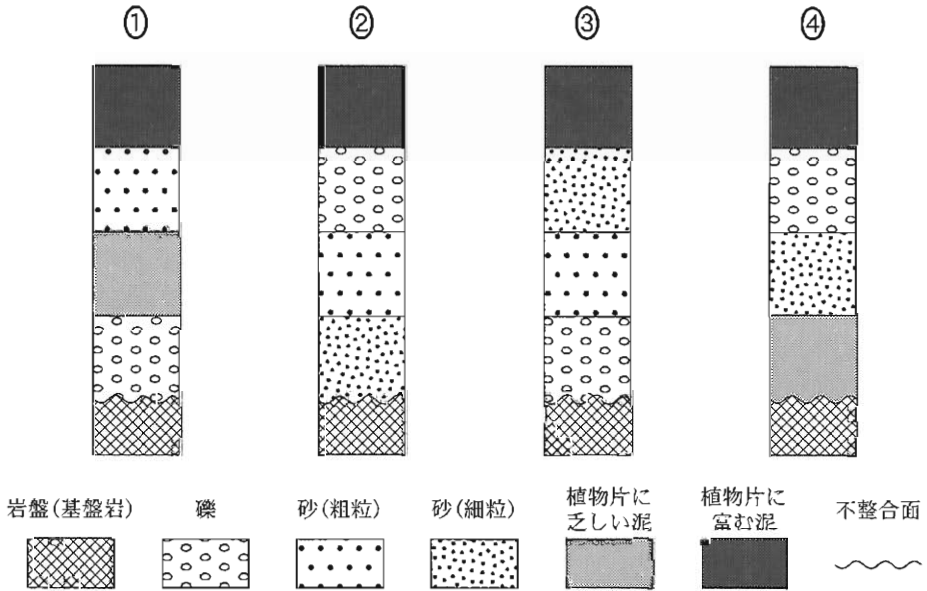 ① ② ③ ④
岩盤(基盤岩) 礫 砂(粗粒) 砂(細粒) 植物片に乏しい泥 植物片に富む泥 不整合面